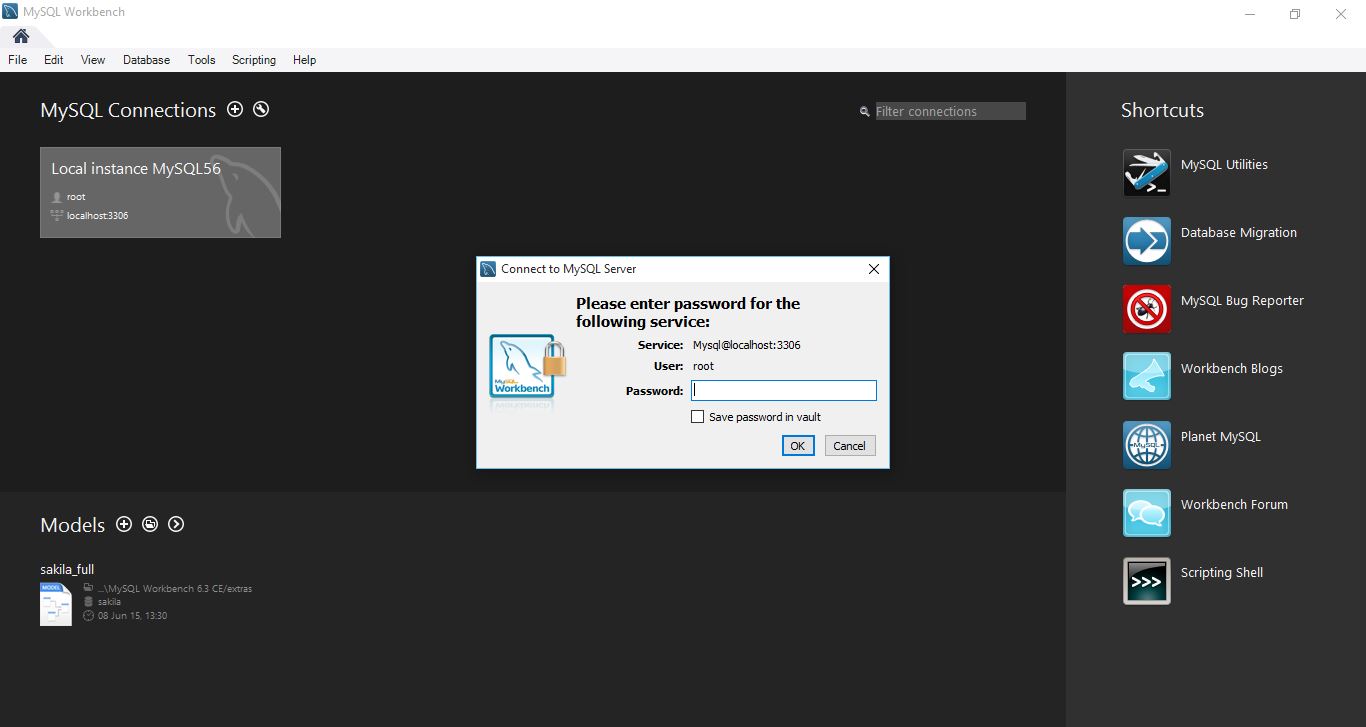 MySQL Workbench
File Edit View Database Tools Scripting Help
MySQL Connections
Filter connections
Local instance MySQL56
root
localhost:3306
Shortcuts
MySQL Utilities
Database Migration
MySQL Bug Reporter
Workbench Blogs
MySQL
Planet MySQL
Workbench Forum
>>>
Scripting Shell
Connect to MySQL Server
Please enter password for the
following service:
MySQL
Workbench
Service: Mysql@localhost:3306
User: root
Password:
Save password in vault
OK Cancel
Models
sakila_full
MODEL
...\MySQL Workbench 6.3 CE/extras
sakila
08 Jun 15, 13:30